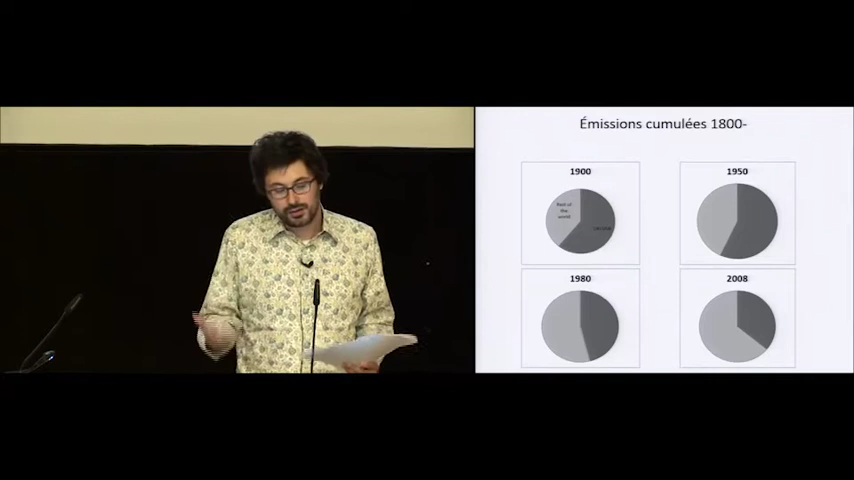 Émissions cumulées 1800-
1900
1950
Rest of
the
world
1980
2008